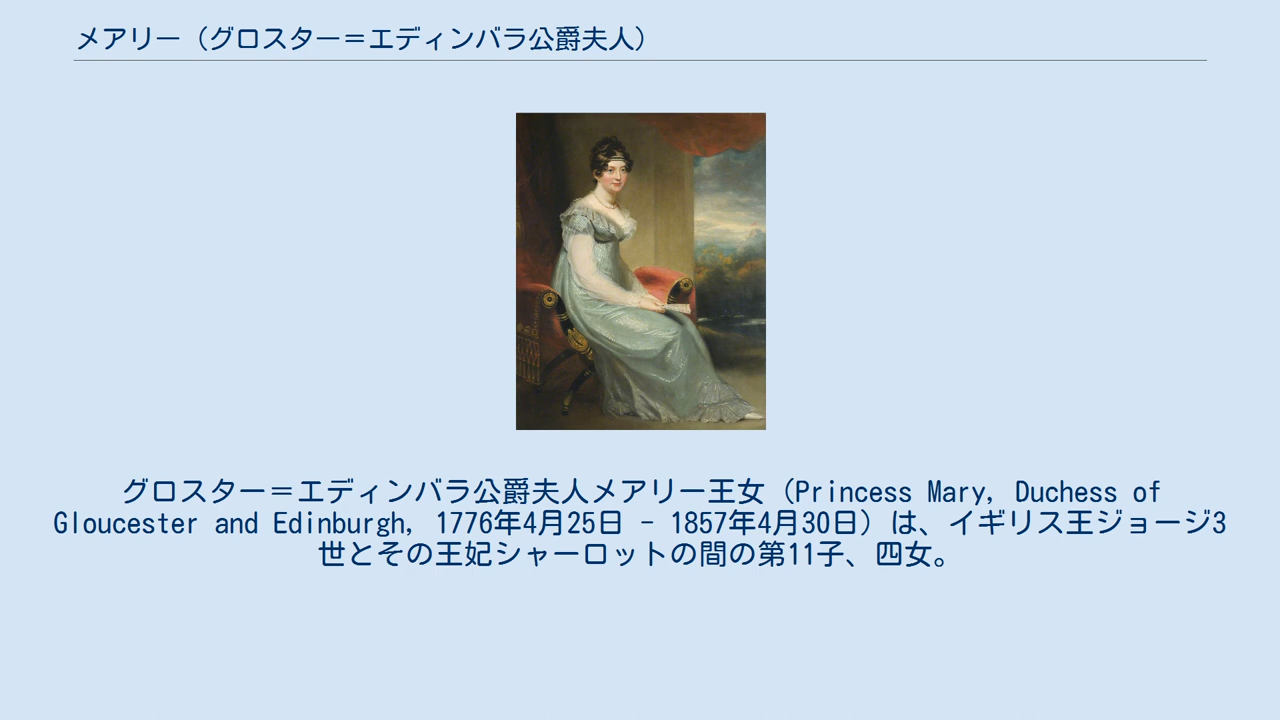 メアリー（グロスター＝エディンバラ公爵夫人）
グロスター＝エディンバラ公爵夫人メアリー王女（Princess Mary, Duchess of
Gloucester and Edinburgh, 1776年4月25日 - 1857年4月30日）は、イギリス王ジョージ3
世とその王妃シャーロットの間の第11子、四女。